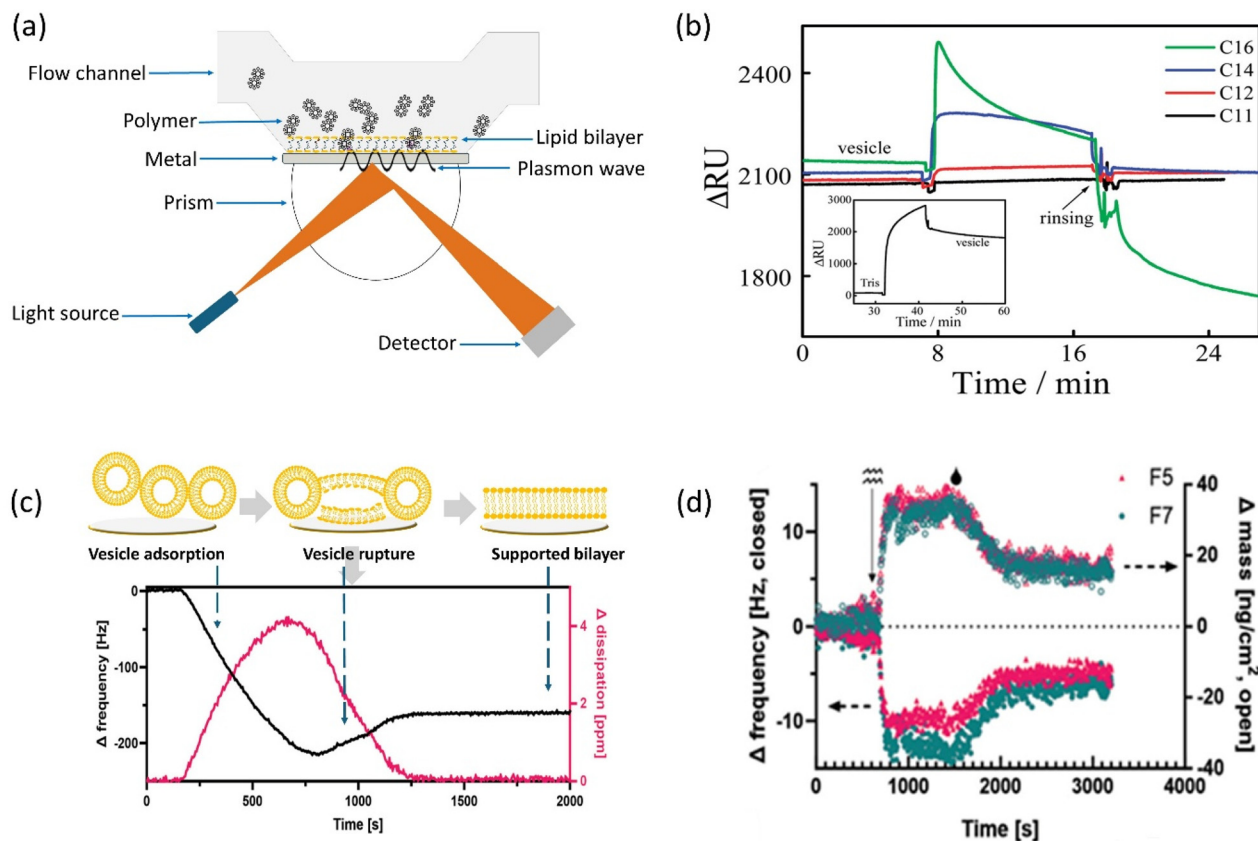 (a)
Flow channel
Polymer
Metal
Prism
Light source
Lipid bilayer
Plasmon wave
Detector
(b)
2400
2100
1800
ΔRU
C16
C14
C12
C11
vesicle
rinsing
3000
2000
1000
0
ΔRU
Tris
vesicle
30 40 50 60
Time / min
0 8 16 24
Time / min
(c)
Vesicle adsorption Vesicle rupture Supported bilayer
0
-100
-200
Δ frequency [Hz]
4
2
0
Δ dissipation [ppm]
0 500 1000 1500 2000
Time [s]
(d)
F5
F7
10
0
-10
Δ frequency [Hz, closed]
40
20
0
-20
-40
Δ mass [ng/cm², open]
0 1000 2000 3000 4000
Time [s]